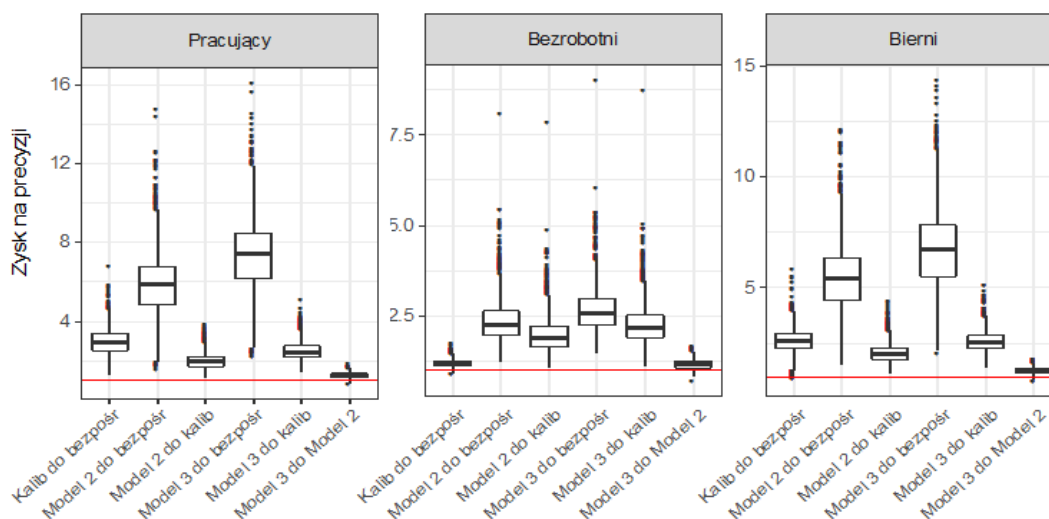 Pracujący
Bezrobotni
Bierni
Zysk na precyzji
16
12
8
4
7.5
5.0
2.5
15
10
5
Kalib do bezpośr
Model 2 do bezpośr
Model 2 do kalib
Model 3 do bezpośr
Model 3 do kalib
Model 3 do Model 2
Kalib do bezpośr
Model 2 do bezpośr
Model 2 do kalib
Model 3 do bezpośr
Model 3 do kalib
Model 3 do Model 2
Kalib do bezpośr
Model 2 do bezpośr
Model 2 do kalib
Model 3 do bezpośr
Model 3 do kalib
Model 3 do Model 2